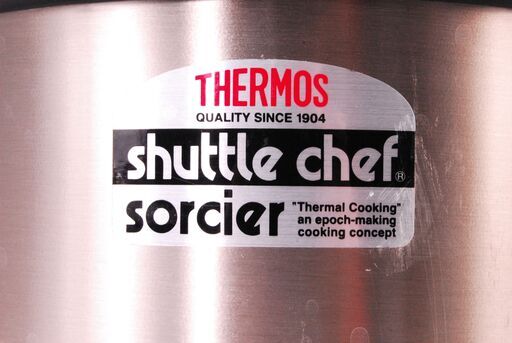 THERMOS
QUALITY SINCE 1904
shuttle chef®
sorcier
"Thermal Cooking"
an epoch-making
cooking concept